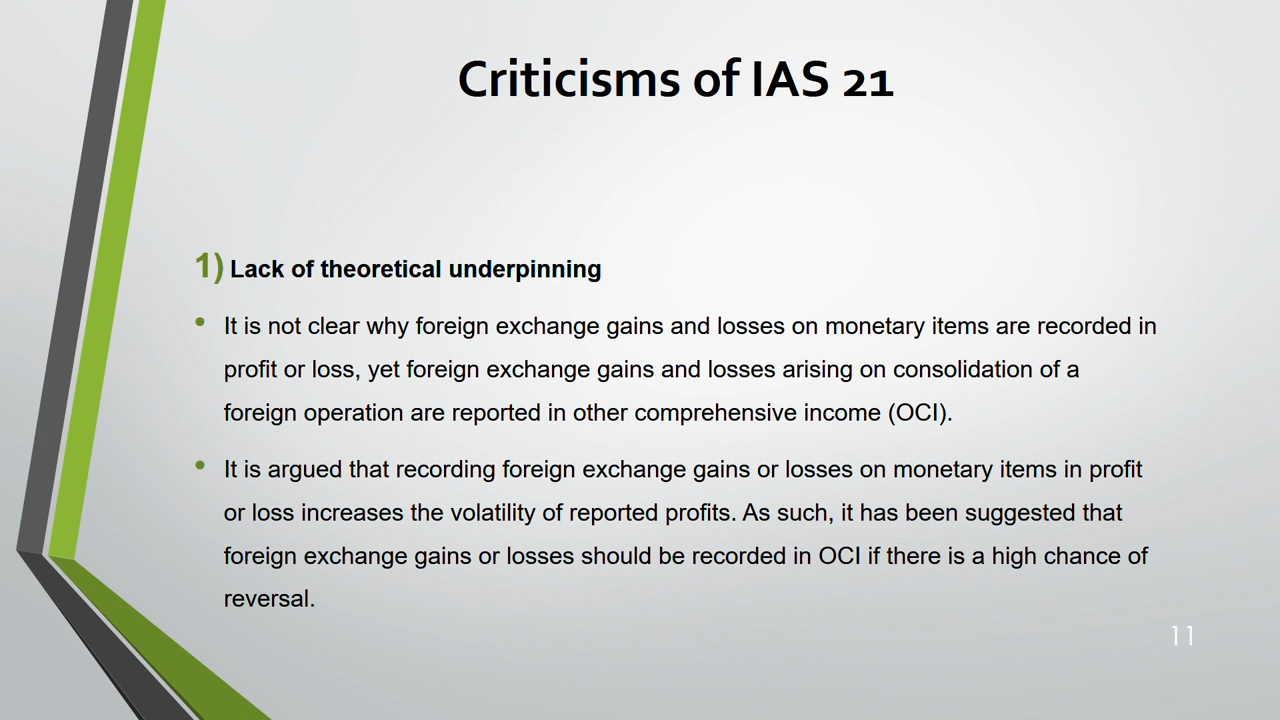 Criticisms of IAS 21
1) Lack of theoretical underpinning
• It is not clear why foreign exchange gains and losses on monetary items are recorded in
profit or loss, yet foreign exchange gains and losses arising on consolidation of a
foreign operation are reported in other comprehensive income (OCI).
• It is argued that recording foreign exchange gains or losses on monetary items in profit
or loss increases the volatility of reported profits. As such, it has been suggested that
foreign exchange gains or losses should be recorded in OCI if there is a high chance of
reversal.
11